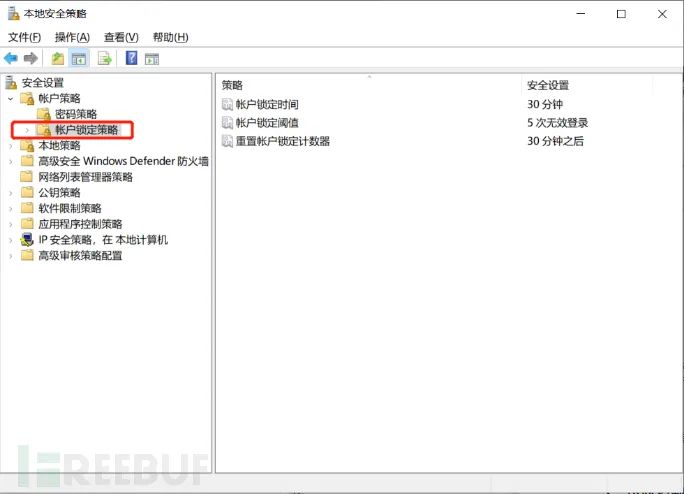 本地安全策略
文件(F) 操作(A) 查看(V) 帮助(H)
安全设置
帐户策略
密码策略
帐户锁定策略
本地策略
高级安全 Windows Defender 防火墙
网络列表管理器策略
公钥策略
软件限制策略
应用程序控制策略
IP 安全策略，在 本地计算机
高级审核策略配置
策略 安全设置
帐户锁定时间 30 分钟
帐户锁定阈值 5 次无效登录
重置帐户锁定计数器 30 分钟之后
FREEBUF